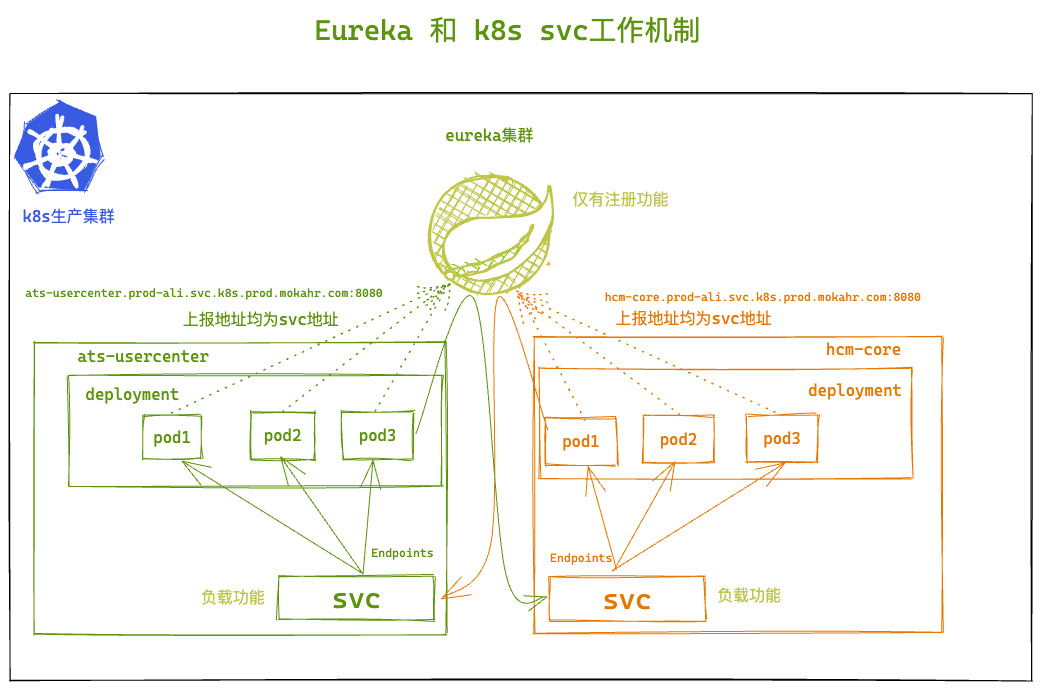 Eureka 和 k8s svc工作机制
eureka集群
仅有注册功能
k8s生产集群
ats-usercenter.prod-ali.svc.k8s.prod.mokahr.com:8080
上报地址均为svc地址
hcm-core.prod-ali.svc.k8s.prod.mokahr.com:8080
上报地址均为svc地址
ats-usercenter
deployment
pod1
pod2
pod3
Endpoints
负载功能
svc
hcm-core
deployment
pod1
pod2
pod3
Endpoints
svc
负载功能